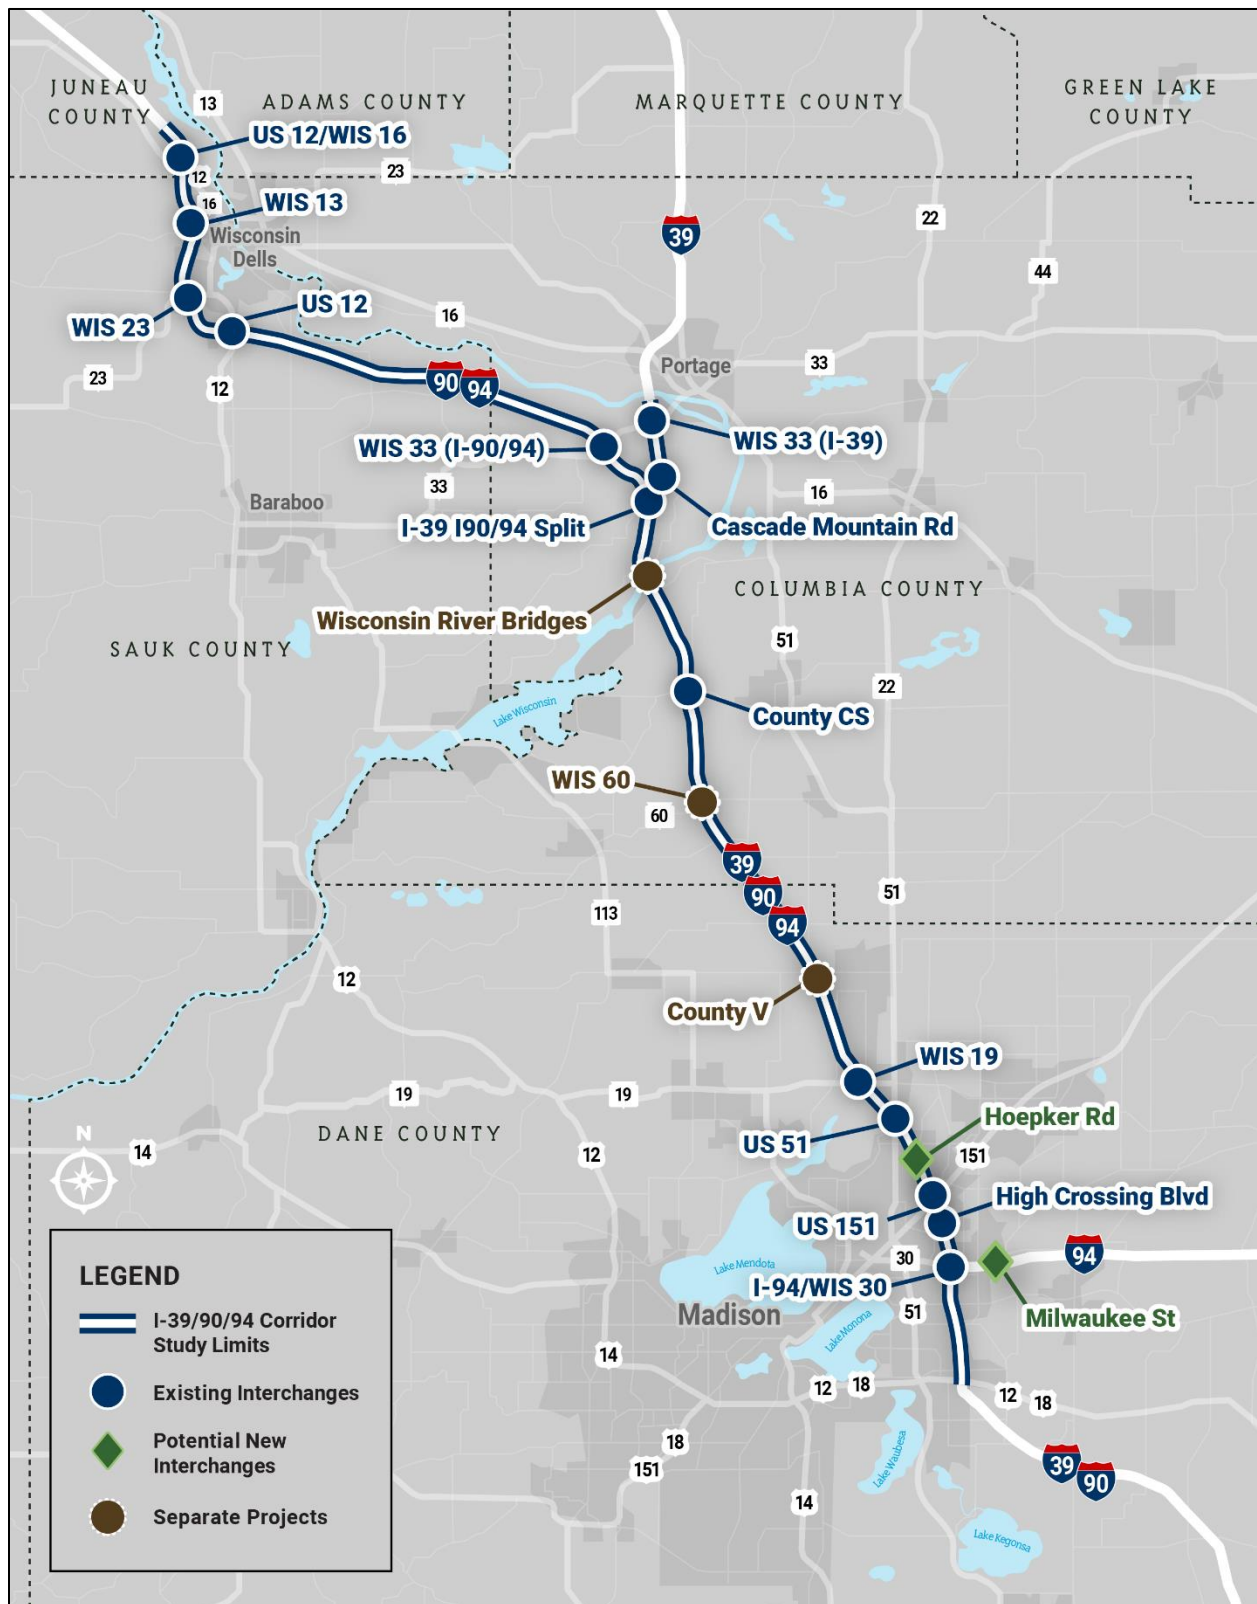 JUNEAU
COUNTY
13
ADAMS COUNTY
MARQUETTE COUNTY
GREEN LAKE
COUNTY
US 12/WIS 16
12
23
16
WIS 13
Wisconsin
Dells
39
22
44
US 12
WIS 23
16
23
12
90
94
Portage
33
WIS 33 (I-90/94)
WIS 33 (I-39)
33
16
Baraboo
I-39 I90/94 Split
Cascade Mountain Rd
COLUMBIA COUNTY
Wisconsin River Bridges
SAUK COUNTY
51
22
Lake Wisconsin
County CS
WIS 60
60
39
90
94
51
113
12
County V
WIS 19
19
19
Hoepker Rd
DANE COUNTY
US 51
N
14
12
151
High Crossing Blvd
US 151
Lake Mendota
30
94
I-94/WIS 30
Madison
51
Milwaukee St
Lake Monona
14
12
18
12
18
18
151
Lake Waubesa
39
90
14
Lake Kegonsa
LEGEND
I-39/90/94 Corridor
Study Limits
Existing Interchanges
Potential New
Interchanges
Separate Projects